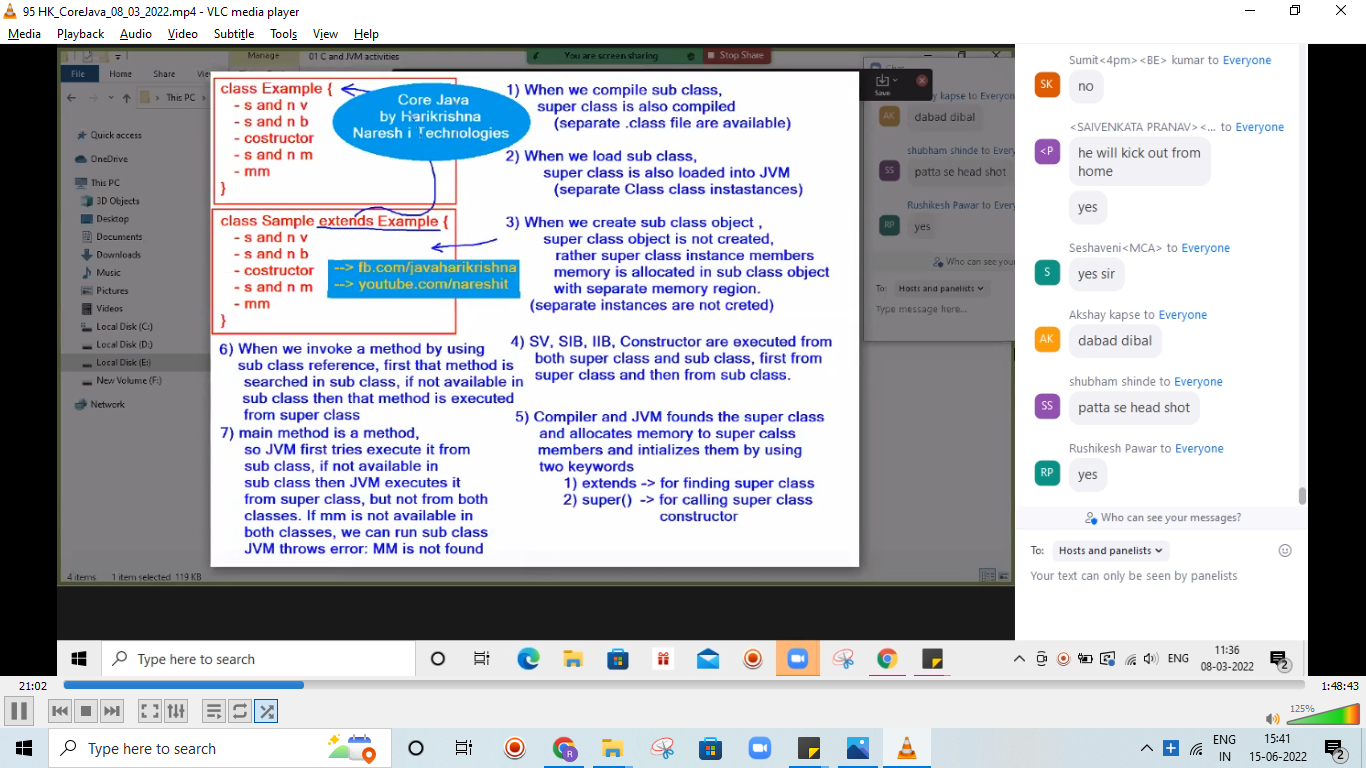 95 HK_CoreJava_08_03_2022.mp4 - VLC media player
Media Playback Audio Video Subtitle Tools View Help
Manage 01 C and JVM activities
You are screen sharing Stop Share
File Home Share
This PC
Quick access
OneDrive
This PC
3D Objects
Desktop
Documents
Downloads
Music
Pictures
Videos
Local Disk (C:)
Local Disk (D:)
Local Disk (E:)
New Volume (F:)
Network
4 items 1 item selected 119 KB
class Example {
- s and n v
- s and n b
- costructor
- s and n m
- mm
}
Core Java
by Harikrishna
Naresh i Technologies
class Sample extends Example {
- s and n v
- s and n b
- costructor
- s and n m
- mm
}
--> fb.com/javaharikrishna
--> youtube.com/nareshit
1) When we compile sub class,
super class is also compiled
(separate .class file are available)
2) When we load sub class,
super class is also loaded into JVM
(separate Class class instastances)
3) When we create sub class object ,
super class object is not created,
rather super class instance members
memory is allocated in sub class object
with separate memory region.
(separate instances are not creted)
4) SV, SIB, IIB, Constructor are executed from
both super class and sub class, first from
super class and then from sub class.
5) Compiler and JVM founds the super class
and allocates memory to super calss
members and intializes them by using
two keywords
1) extends -> for finding super class
2) super() -> for calling super class
constructor
6) When we invoke a method by using
sub class reference, first that method is
searched in sub class, if not available in
sub class then that method is executed
from super class
7) main method is a method,
so JVM first tries execute it from
sub class, if not available in
sub class then JVM executes it
from super class, but not from both
classes. If mm is not available in
both classes, we can run sub class
JVM throws error: MM is not found
Save
kapse to Everyon
AK dabad dibal
shubham shinde to Everyo
SS patta se head shot
Rushikesh Pawar to Everyo
RP yes
Who can see your
To: Hosts and panelists
Type message here...
Sumit<4pm><BE> kumar to Everyone
SK no
<SAIVENKATA PRANAV><... to Everyone
<P he will kick out from
home
yes
Seshaveni<MCA> to Everyone
S yes sir
Akshay kapse to Everyone
AK dabad dibal
shubham shinde to Everyone
SS patta se head shot
Rushikesh Pawar to Everyone
RP yes
Who can see your messages?
To: Hosts and panelists
Your text can only be seen by panelists
Type here to search
ENG
11:36
08-03-2022
2
21:02 1:48:43
125%
Type here to search
R
ENG
IN
15:41
15-06-2022
2